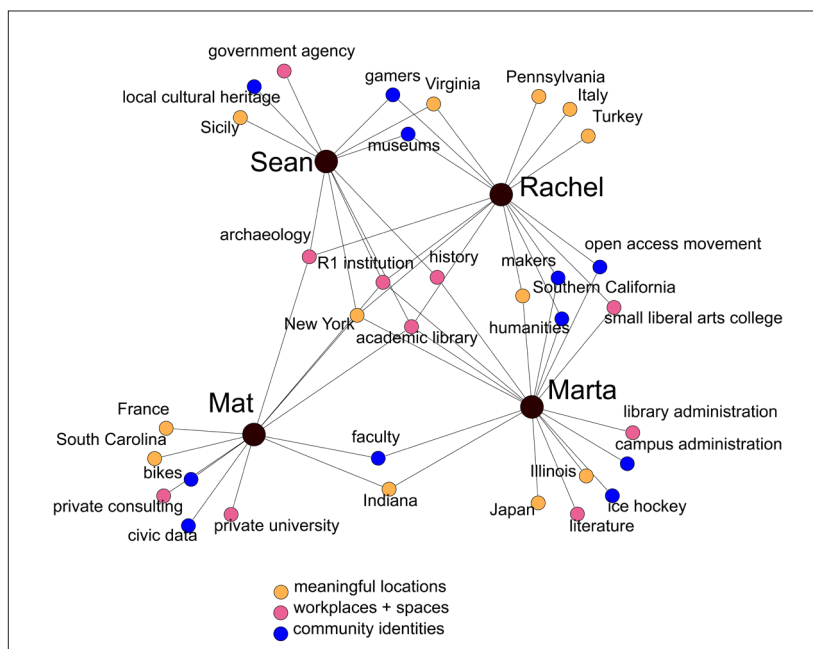 government agency
gamers
Virginia
Pennsylvania
local cultural heritage
Italy
Sicily
Turkey
museums
Sean
Rachel
archaeology
R1 institution
history
makers
open access movement
Southern California
New York
academic library
humanities
small liberal arts college
Mat
Marta
France
South Carolina
faculty
library administration
campus administration
bikes
Illinois
private consulting
Indiana
Japan
ice hockey
civic data
private university
literature
meaningful locations
workplaces + spaces
community identities